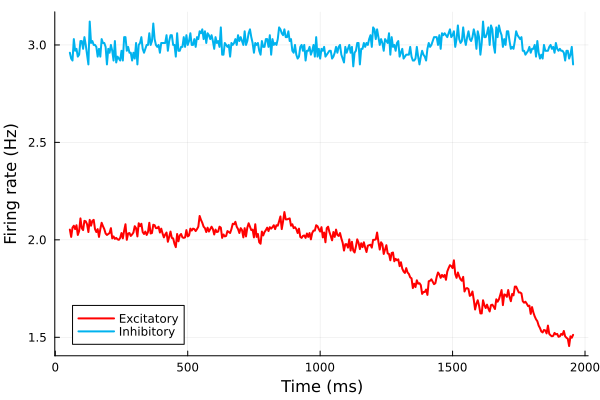 3.0
2.5
2.0
1.5
Firing rate (Hz)
Excitatory
Inhibitory
0 500 1000 1500 2000
Time (ms)